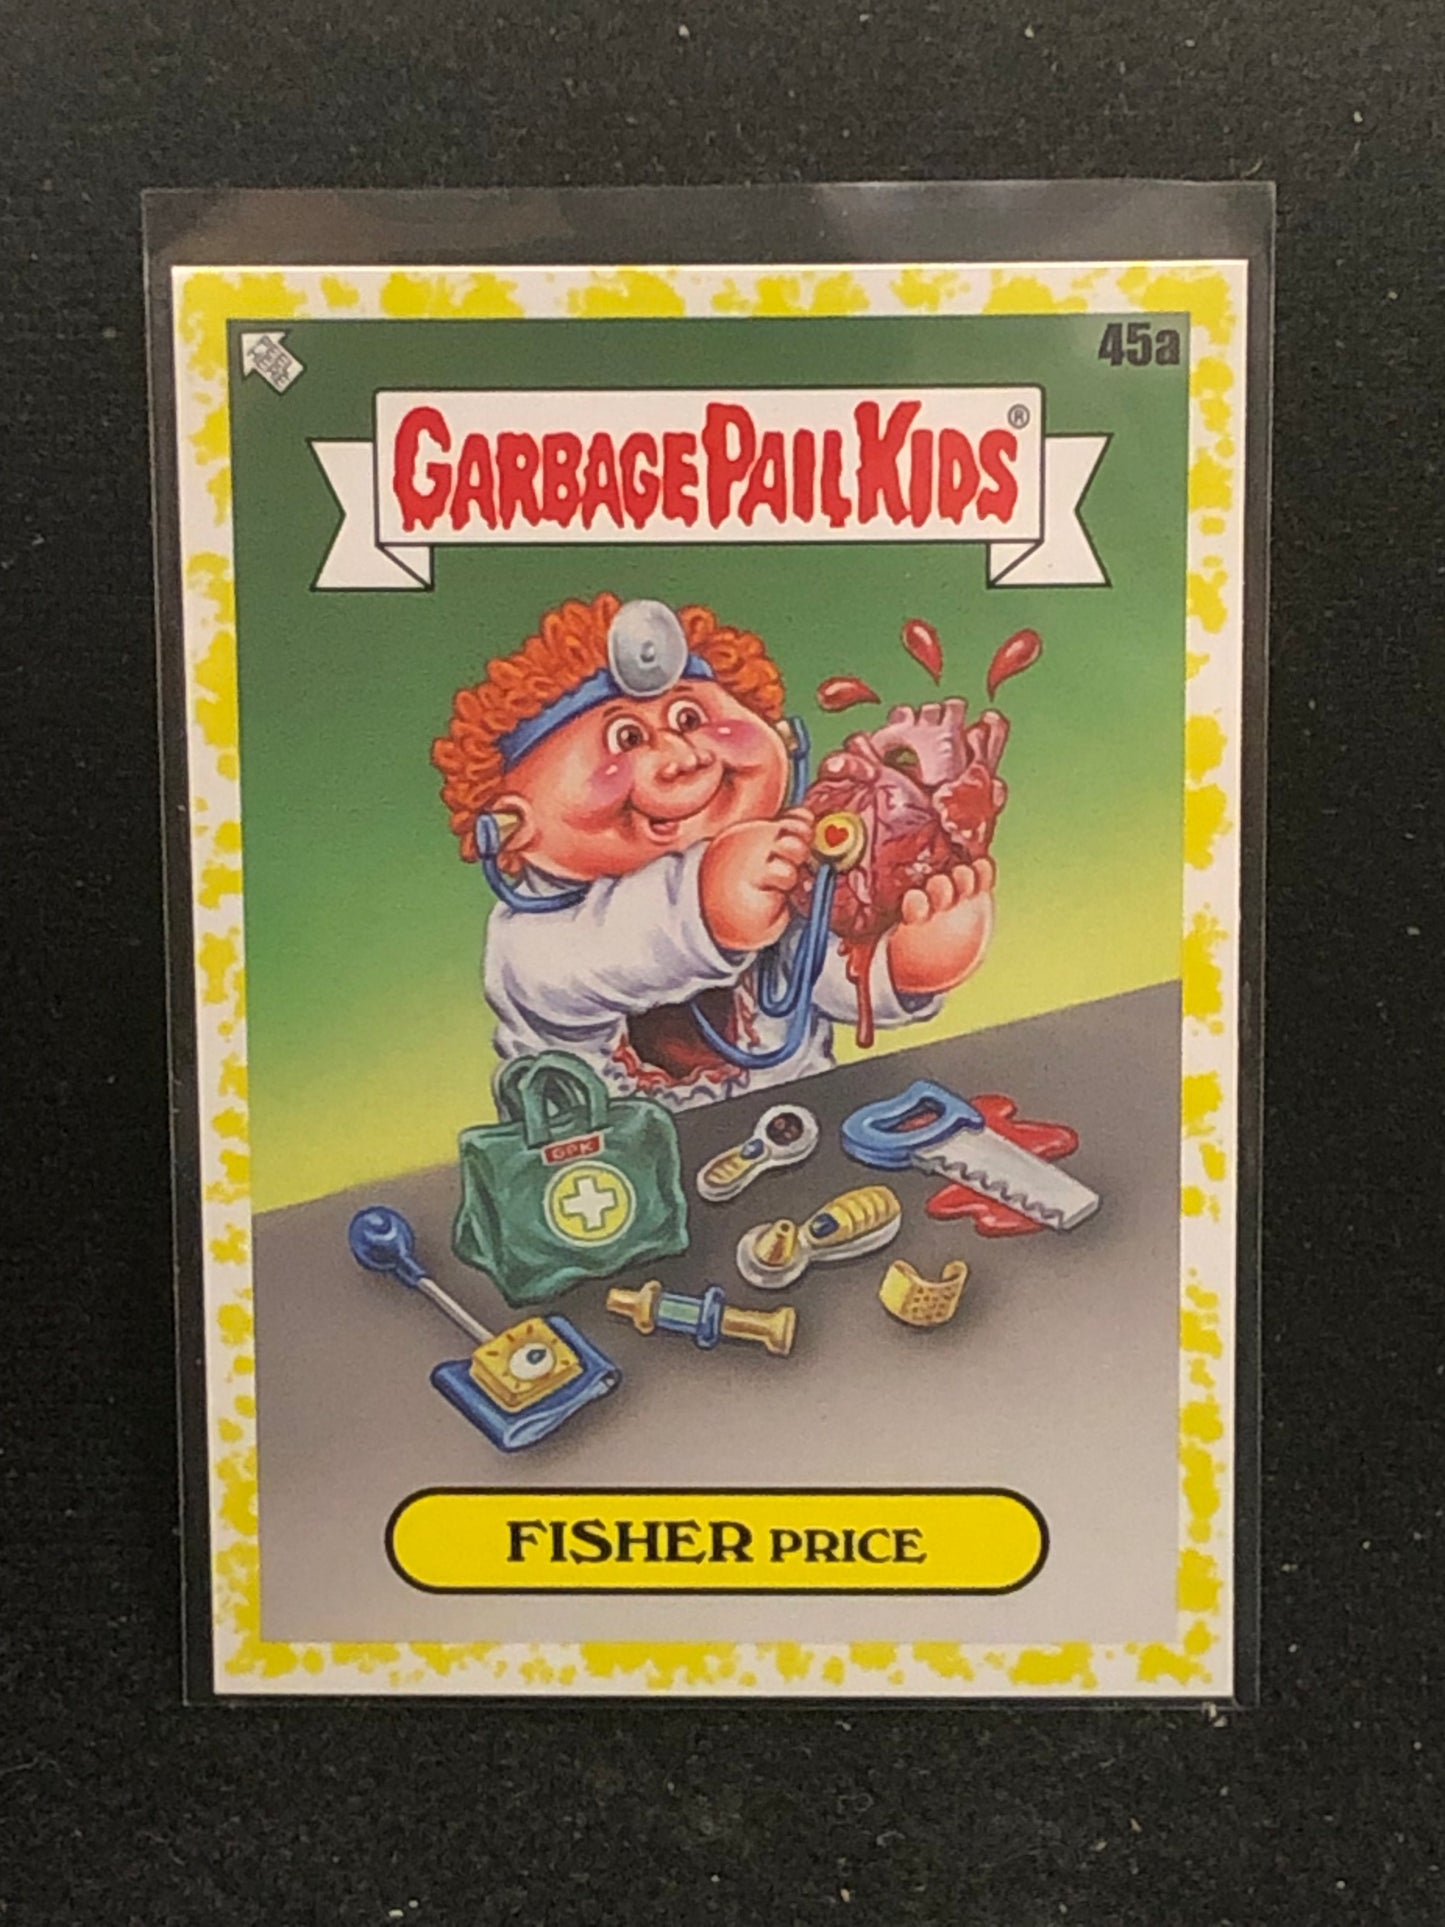 45a
GARBAGE PAIL KIDS®
GPK
FISHER PRICE